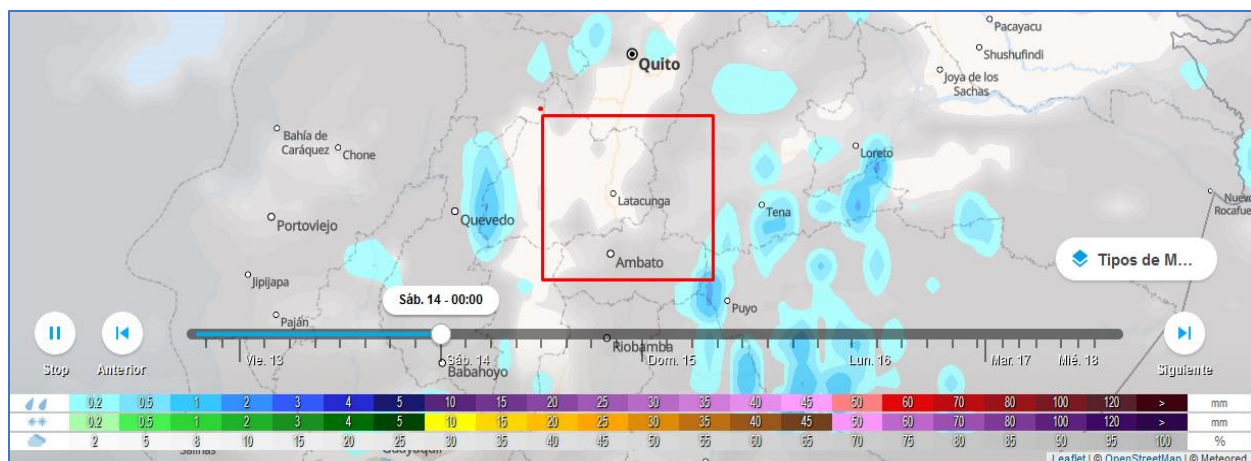 Pacayacu
Shushufindi
Quito
Joya de los
Sachas
Bahía de
Caráquez
Chone
Loreto
Latacunga
Tena
Nuevo
Rocafue
Quevedo
Portoviejo
Ambato
Tipos de M...
Jipijapa
Sáb. 14 - 00:00
Puyo
Paján
Riobamba
Vie. 13 Sáb. 14 Dom. 15 Lun. 16 Mar. 17 Mié. 18
Stop Anterior Siguiente
Babahoyo
0.2 0.5 1 2 3 4 5 10 15 20 25 30 35 40 45 50 60 70 80 100 120 > mm
0.2 0.5 1 2 3 4 5 10 15 20 25 30 35 40 45 50 60 70 80 100 120 > mm
2 5 8 10 15 20 25 30 35 40 45 50 55 60 65 70 75 80 85 90 95 100 %
Salinas
Guayaquil
Leaflet | © OpenStreetMap | © Meteored